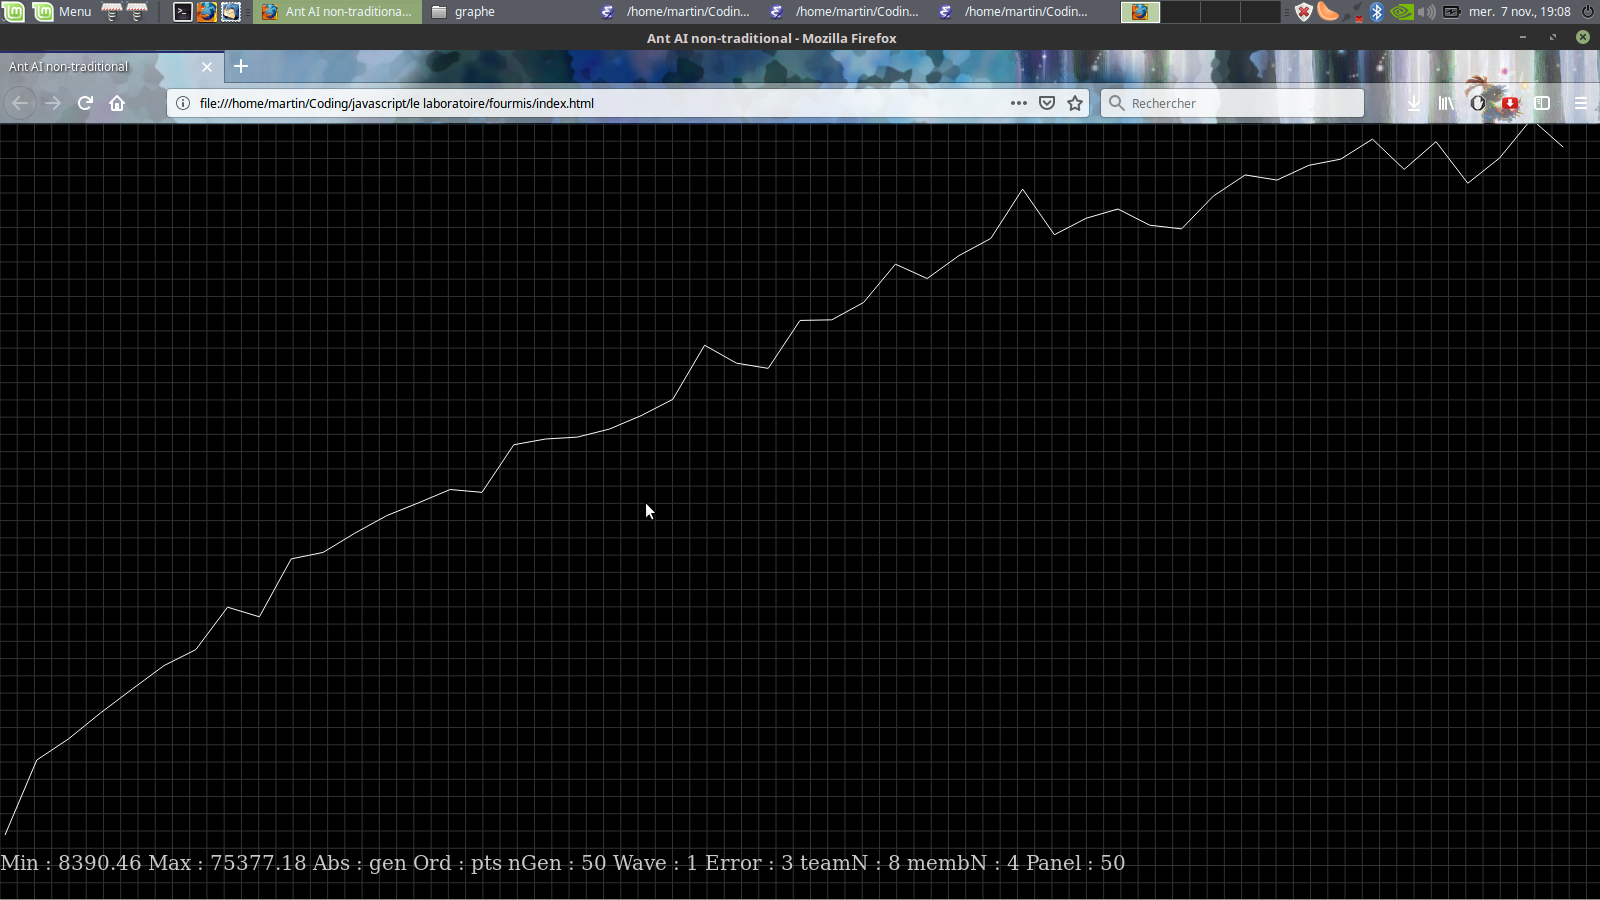 Menu Ant AI non-traditiona... graphe /home/martin/Codin... /home/martin/Codin... /home/martin/Codin... mer. 7 nov., 19:08
Ant AI non-traditional - Mozilla Firefox
Ant AI non-traditional
file:///home/martin/Coding/javascript/le laboratoire/fourmis/index.html Rechercher
Min : 8390.46 Max : 75377.18 Abs : gen Ord : pts nGen : 50 Wave : 1 Error : 3 teamN : 8 membN : 4 Panel : 50